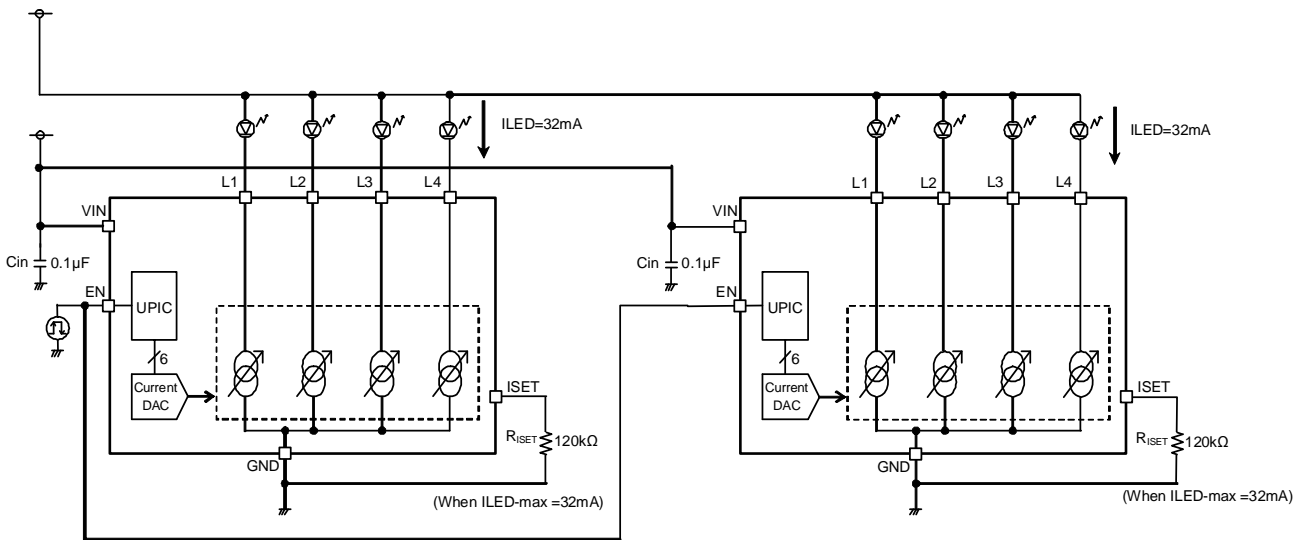 ILED=32mA
ILED=32mA
L1 L2 L3 L4
L1 L2 L3 L4
VIN
VIN
Cin 0.1µF
Cin 0.1µF
EN
EN
UPIC
UPIC
6
6
Current
DAC
Current
DAC
ISET
ISET
RISET 120kΩ
RISET 120kΩ
GND
GND
(When ILED-max =32mA)
(When ILED-max =32mA)